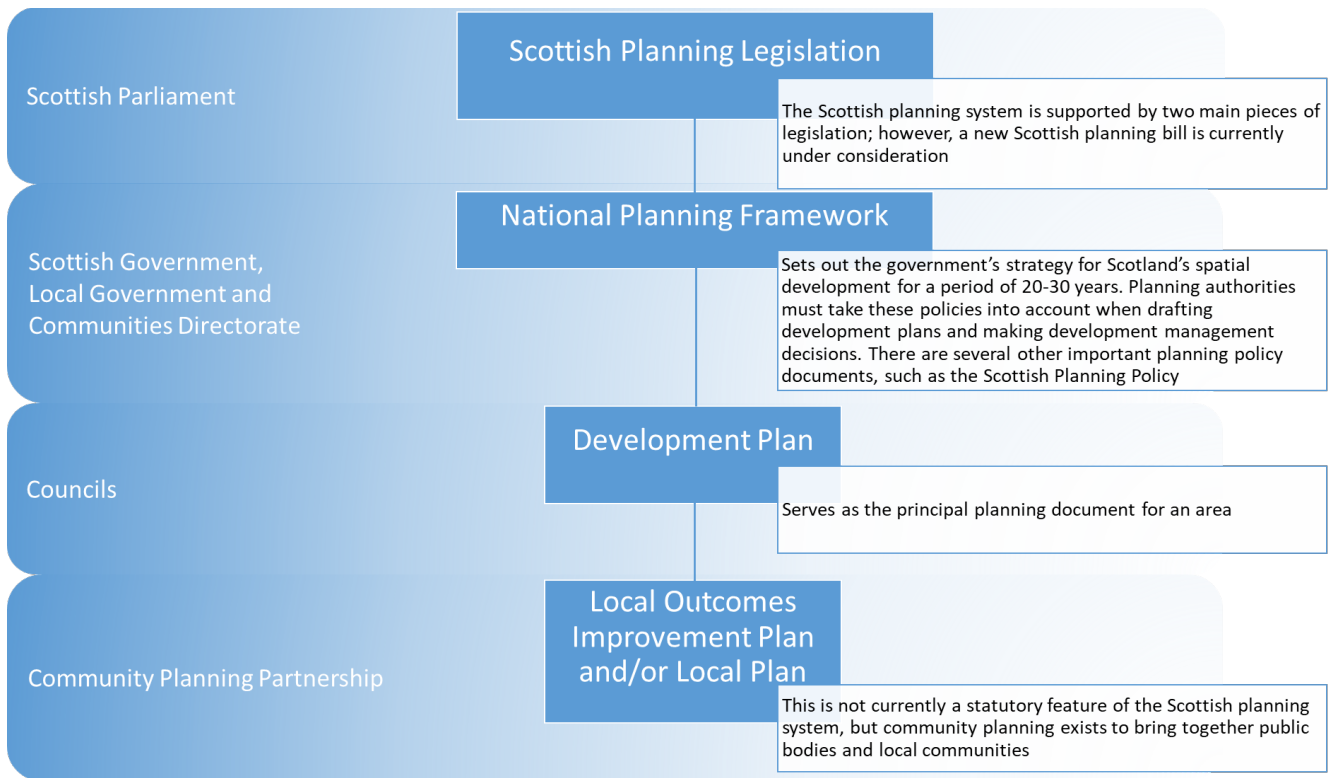 Scottish Planning Legislation
Scottish Parliament
The Scottish planning system is supported by two main pieces of
legislation; however, a new Scottish planning bill is currently
under consideration
National Planning Framework
Scottish Government,
Local Government and
Communities Directorate
Sets out the government’s strategy for Scotland’s spatial
development for a period of 20-30 years. Planning authorities
must take these policies into account when drafting
development plans and making development management
decisions. There are several other important planning policy
documents, such as the Scottish Planning Policy
Development Plan
Councils
Serves as the principal planning document for an area
Local Outcomes
Improvement Plan
and/or Local Plan
Community Planning Partnership
This is not currently a statutory feature of the Scottish planning
system, but community planning exists to bring together public
bodies and local communities